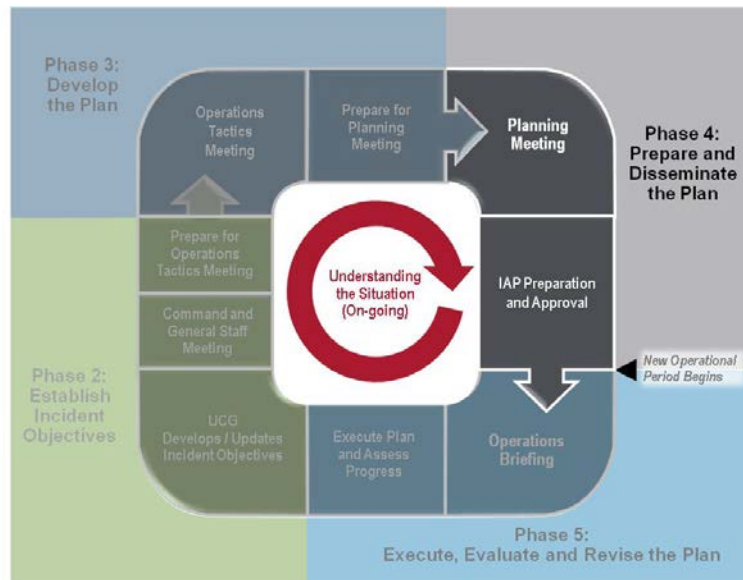 Phase 3:
Develop
the Plan
Operations
Tactics
Meeting
Prepare for
Planning
Meeting
Planning
Meeting
Phase 4:
Prepare and
Disseminate
the Plan
Prepare for
Operations
Tactics Meeting
Understanding
the Situation
(On-going)
IAP Preparation
and Approval
Command and
General Staff
Meeting
New Operational
Period Begins
Phase 2:
Establish
Incident
Objectives
UCG
Develops / Updates
Incident Objectives
Execute Plan
and Assess
Progress
Operations
Briefing
Phase 5:
Execute, Evaluate and Revise the Plan